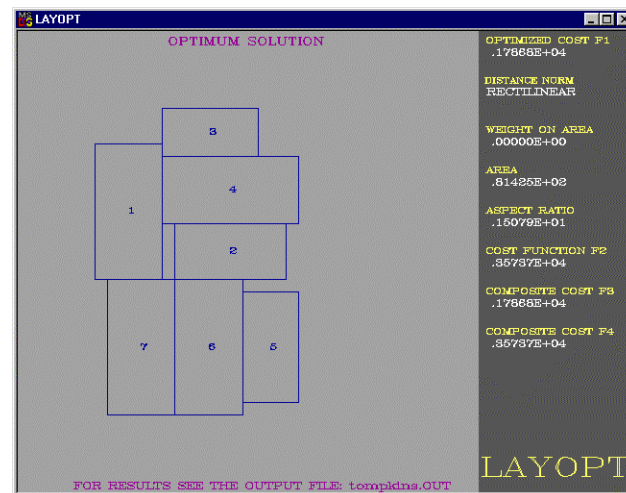 LAYOPT
OPTIMUM SOLUTION
3
1
4
2
7
6
5
FOR RESULTS SEE THE OUTPUT FILE: tompkins.OUT
OPTIMIZED COST F1
.17868E+04
DISTANCE NORM
RECTILINEAR
WEIGHT ON AREA
.00000E+00
AREA
.81425E+02
ASPECT RATIO
.15079E+01
COST FUNCTION F2
.35737E+04
COMPOSITE COST F3
.17868E+04
COMPOSITE COST F4
.35737E+04
LAYOPT